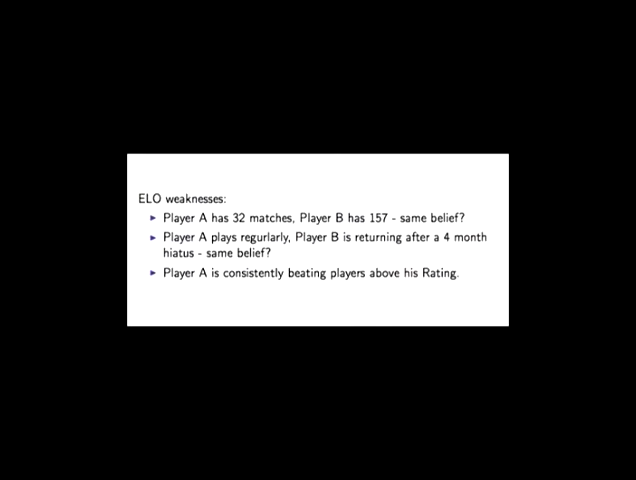 ELO weaknesses:
▶ Player A has 32 matches, Player B has 157 - same belief?
▶ Player A plays regurlarly, Player B is returning after a 4 month
hiatus - same belief?
▶ Player A is consistently beating players above his Rating.